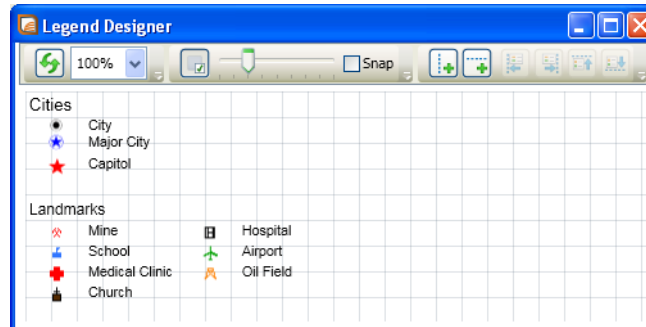 Legend Designer
100% Snap
Cities
City
Major City
Capitol
Landmarks
Mine Hospital
School Airport
Medical Clinic Oil Field
Church